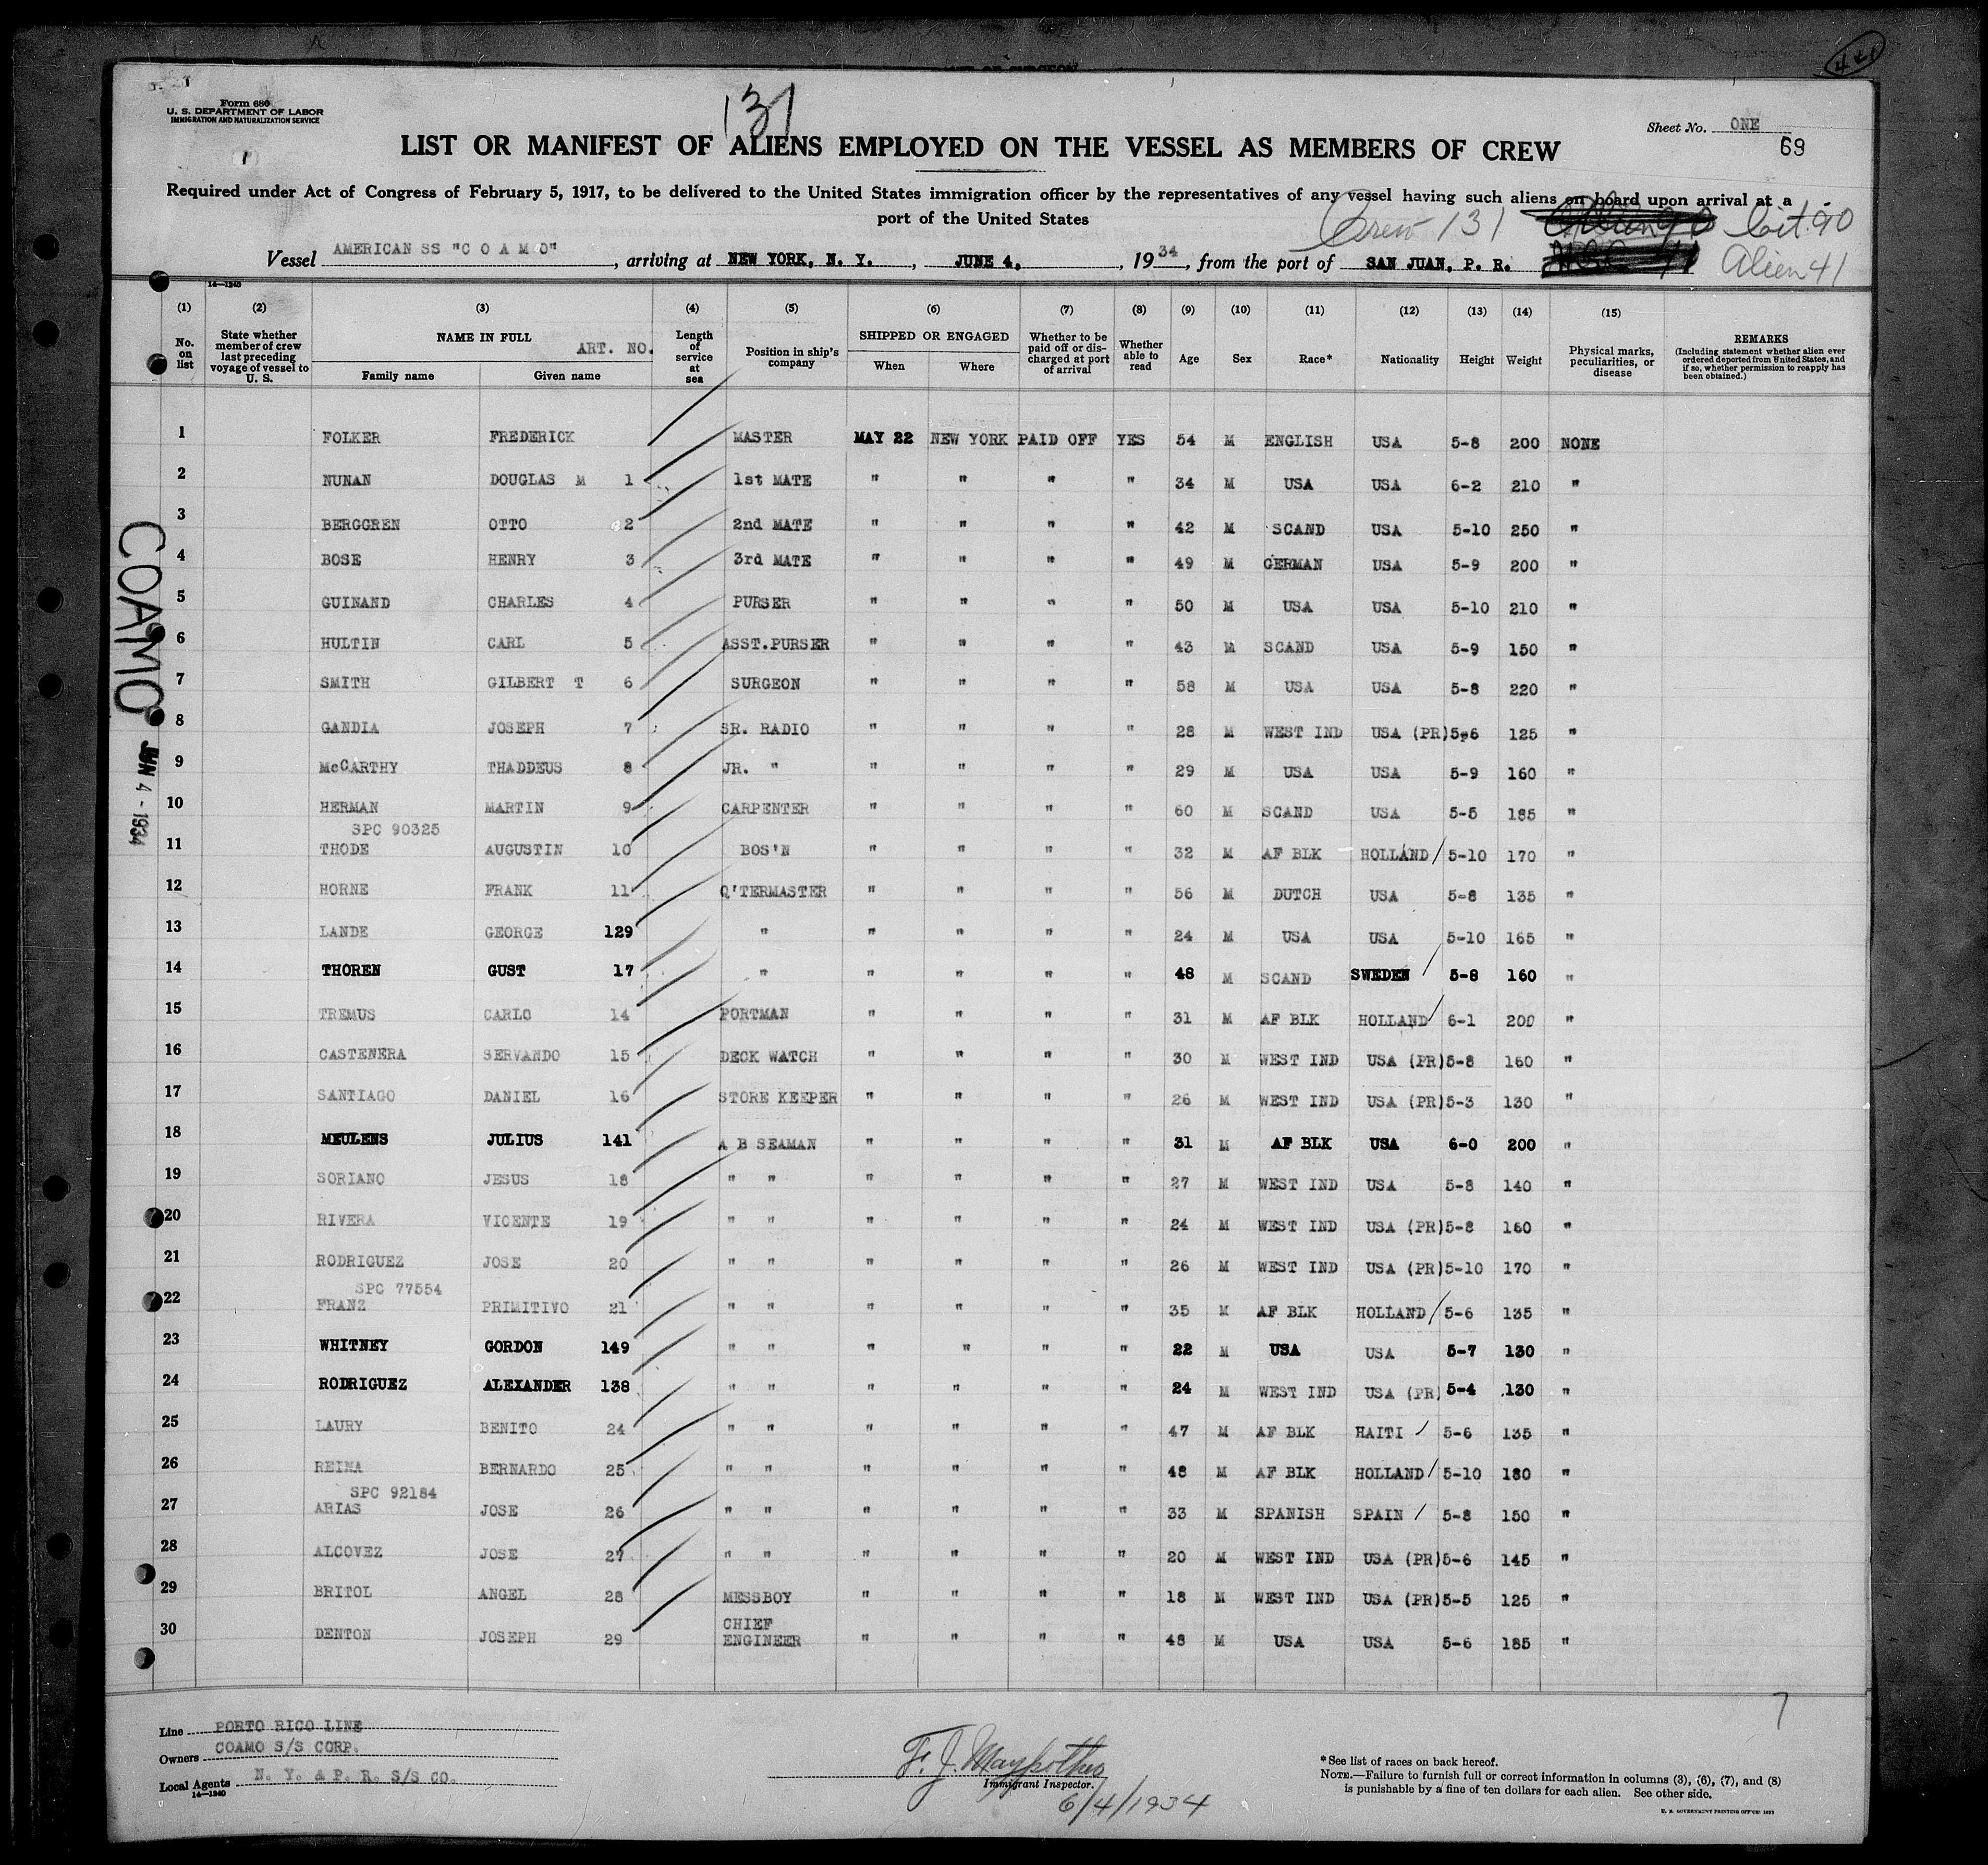 441
Form 680
U. S. DEPARTMENT OF LABOR
IMMIGRATION AND NATURALIZATION SERVICE
1
131
Sheet No. ONE
69
LIST OR MANIFEST OF ALIENS EMPLOYED ON THE VESSEL AS MEMBERS OF CREW
Required under Act of Congress of February 5, 1917, to be delivered to the United States immigration officer by the representatives of any vessel having such aliens on board upon arrival at a
port of the United States
Crew 131 Cit. 90
Alien 41
Vessel AMERICAN SS "C O A M O", arriving at NEW YORK, N. Y., JUNE 4, 1934, from the port of SAN JUAN, P. R.
14—1240
(1) (2) (3) (4) (5) (6) (7) (8) (9) (10) (11) (12) (13) (14) (15)
No. on list
State whether member of crew last preceding voyage of vessel to U. S.
NAME IN FULL ART. NO.
Family name Given name
Length of service at sea
Position in ship's company
SHIPPED OR ENGAGED
When Where
Whether to be paid off or discharged at port of arrival
Whether able to read
Age Sex Race* Nationality Height Weight
Physical marks, peculiarities, or disease
REMARKS
(Including statement whether alien ever ordered deported from United States, and if so, whether permission to reapply has been obtained.)
1 FOLKER FREDERICK MASTER MAY 22 NEW YORK PAID OFF YES 54 M ENGLISH USA 5-8 200 NONE
2 NUNAN DOUGLAS M 1 1st MATE " " " " 34 M USA USA 6-2 210 "
3 BERGGREN OTTO 2 2nd MATE " " " " 42 M SCAND USA 5-10 250 "
4 BOSE HENRY 3 3rd MATE " " " " 49 M GERMAN USA 5-9 200 "
5 GUINAND CHARLES 4 PURSER " " " " 50 M USA USA 5-10 210 "
6 HULTIN CARL 5 ASST.PURSER " " " " 43 M SCAND USA 5-9 150 "
7 SMITH GILBERT T 6 SURGEON " " " " 58 M USA USA 5-8 220 "
8 GANDIA JOSEPH 7 SR. RADIO " " " " 28 M WEST IND USA (PR) 5-6 125 "
9 McCARTHY THADDEUS 8 JR. " " " " " 29 M USA USA 5-9 160 "
10 HERMAN MARTIN 9 CARPENTER " " " " 60 M SCAND USA 5-5 185 "
SPC 90325
11 THODE AUGUSTIN 10 BOS'N " " " " 32 M AF BLK HOLLAND / 5-10 170 "
12 HORNE FRANK 11 Q'TERMASTER " " " " 56 M DUTCH USA 5-8 135 "
13 LANDE GEORGE 129 " " " " " 24 M USA USA 5-10 165 "
14 THOREN GUST 17 " " " " " 48 M SCAND SWEDEN / 5-8 160 "
15 TREMUS CARLO 14 PORTMAN " " " " 31 M AF BLK HOLLAND / 6-1 200 "
16 CASTENERA SERVANDO 15 DECK WATCH " " " " 30 M WEST IND USA (PR) 5-8 160 "
17 SANTIAGO DANIEL 16 STORE KEEPER " " " " 26 M WEST IND USA (PR) 5-3 130 "
18 MEULENS JULIUS 141 A B SEAMAN " " " " 31 M AF BLK USA 6-0 200 "
19 SORIANO JESUS 18 " " " " " " 27 M WEST IND USA 5-8 140 "
20 RIVERA VICENTE 19 " " " " " " 24 M WEST IND USA (PR) 5-8 160 "
21 RODRIGUEZ JOSE 20 " " " " " " 26 M WEST IND USA (PR) 5-10 170 "
SPC 77554
22 FRANZ PRIMITIVO 21 " " " " " " 35 M AF BLK HOLLAND / 5-6 135 "
23 WHITNEY GORDON 149 " " " " " " 22 M USA USA 5-7 130 "
24 RODRIGUEZ ALEXANDER 138 " " " " " " 24 M WEST IND USA (PR) 5-4 130 "
25 LAURY BENITO 24 " " " " " " 47 M AF BLK HAITI / 5-6 135 "
26 REINA BERNARDO 25 " " " " " " 48 M AF BLK HOLLAND / 5-10 180 "
SPC 92184
27 ARIAS JOSE 26 " " " " " " 33 M SPANISH SPAIN / 5-8 150 "
28 ALCOVEZ JOSE 27 " " " " " " 20 M WEST IND USA (PR) 5-6 145 "
29 BRITOL ANGEL 28 MESSBOY " " " " 18 M WEST IND USA (PR) 5-5 125 "
30 DENTON JOSEPH 29 CHIEF ENGINEER " " " " 48 M USA USA 5-6 185 "
COAMO JUN 4 - 1934
7
Line PORTO RICO LINE
Owners COAMO S/S CORP.
Local Agents N. Y. & P. R. S/S CO.
14—1240
F. J.
Immigrant Inspector.
6/4/1934
*See list of races on back hereof.
NOTE.—Failure to furnish full or correct information in columns (3), (6), (7), and (8)
is punishable by a fine of ten dollars for each alien. See other side.
U. S. GOVERNMENT PRINTING OFFICE: 1931